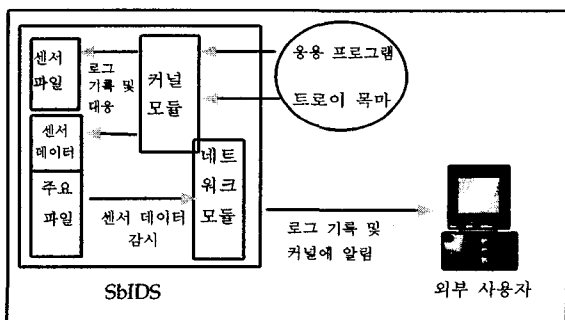 센서
파일
로그
기록 및
대응
커널
모듈
응용 프로그램
트로이 목마
센서
데이터
주요
파일
네트
워크
모듈
센서 데이터
감시
로그 기록 및
커널에 알림
SbIDS
외부 사용자